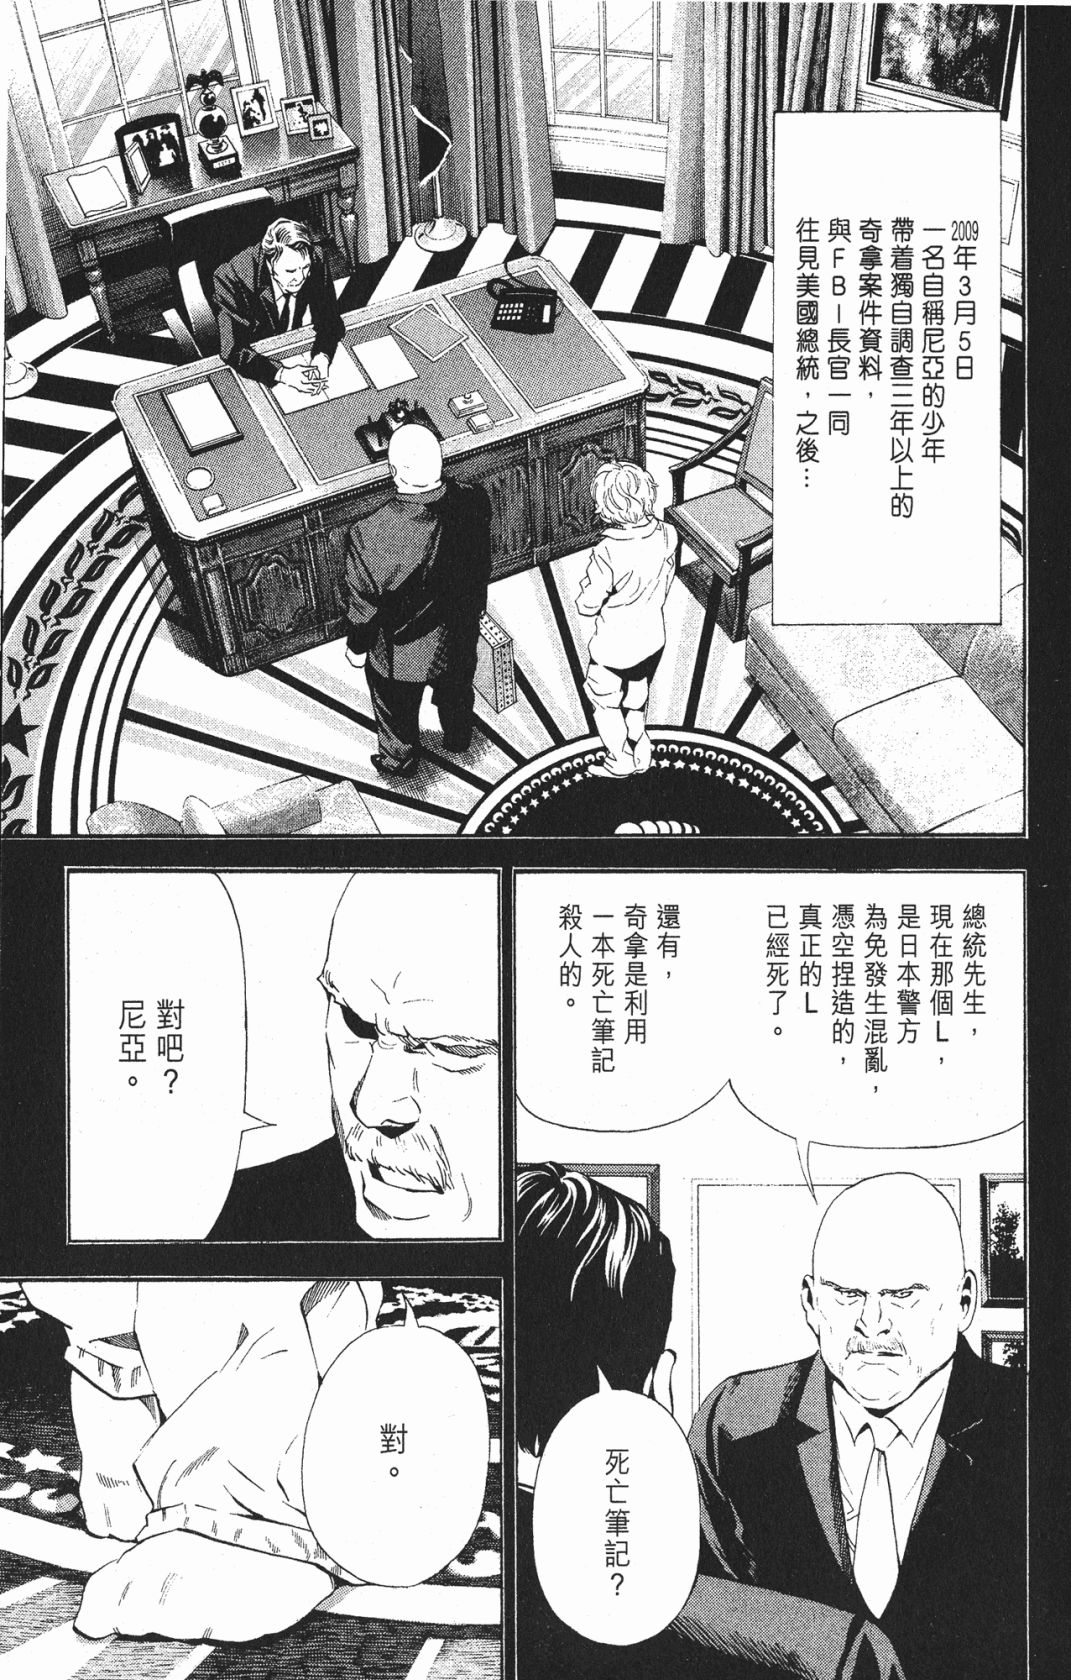 2009年3月5日
一名自稱尼亞的少年
帶着獨自調查三年以上的
奇拿案件資料，
與FBI長官一同
往見美國總統，之後…
總統先生，
現在那個L，
是日本警方
為免發生混亂，
憑空捏造的，
真正的L
已經死了。
還有，
奇拿是利用
一本死亡筆記
殺人的。
死亡筆記？
對吧？
尼亞。
對。